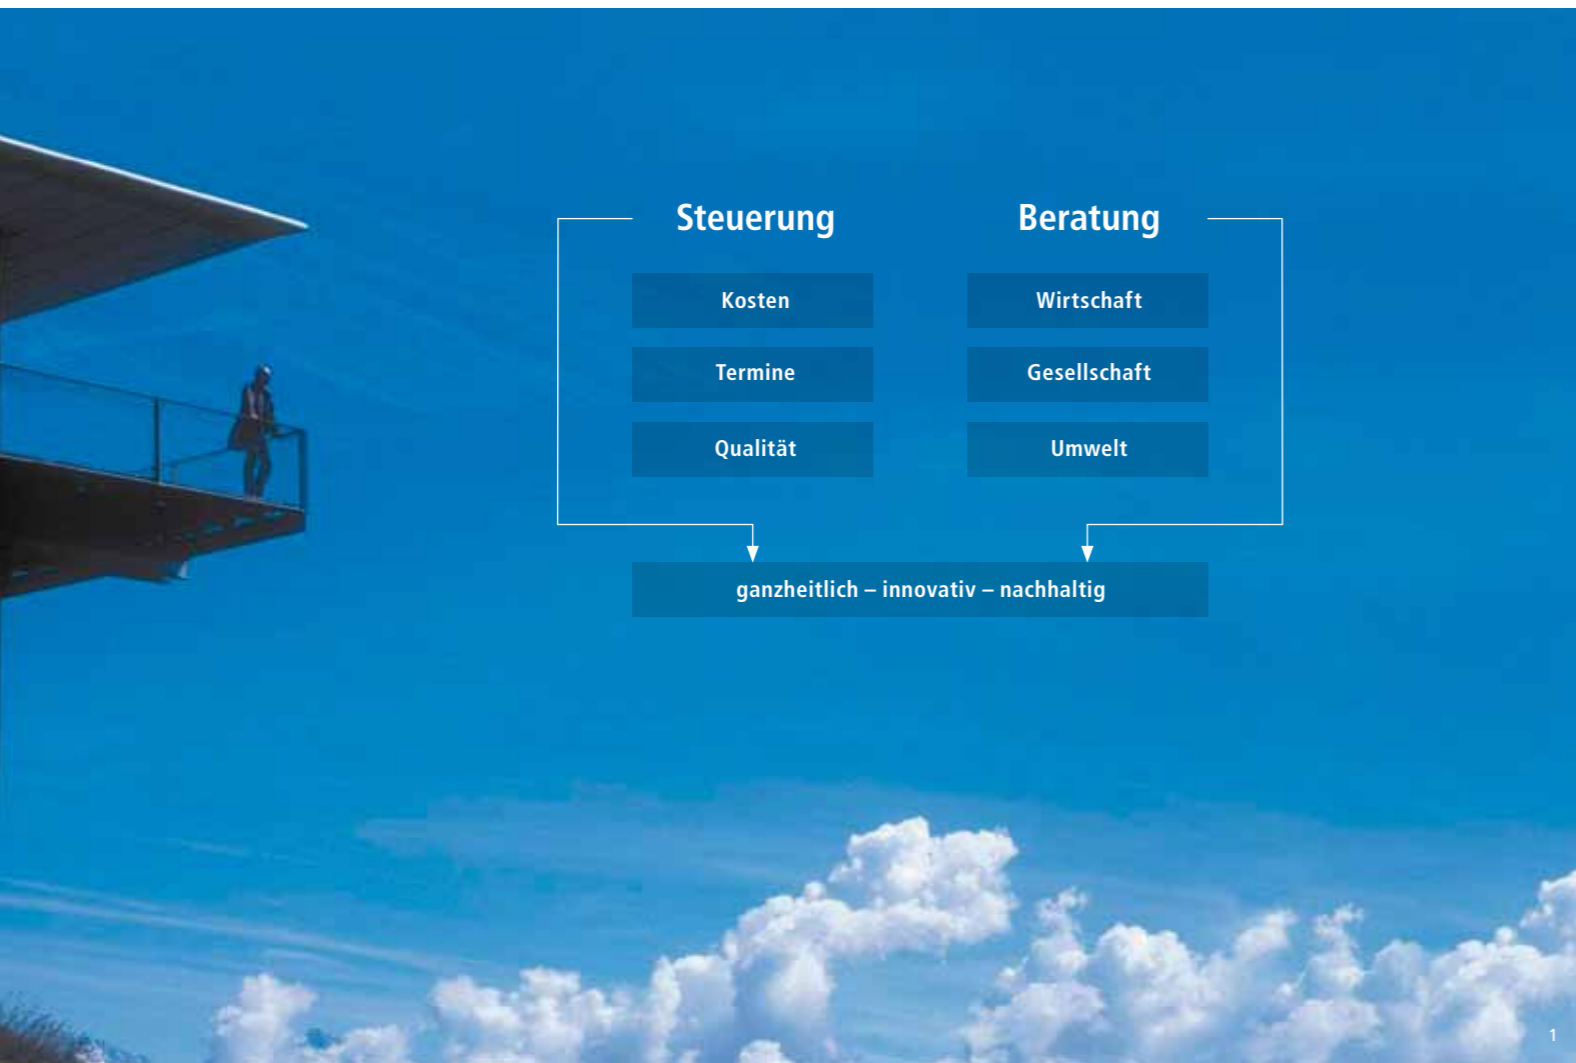 Steuerung
Kosten
Termine
Qualität
Beratung
Wirtschaft
Gesellschaft
Umwelt
ganzheitlich – innovativ – nachhaltig
1